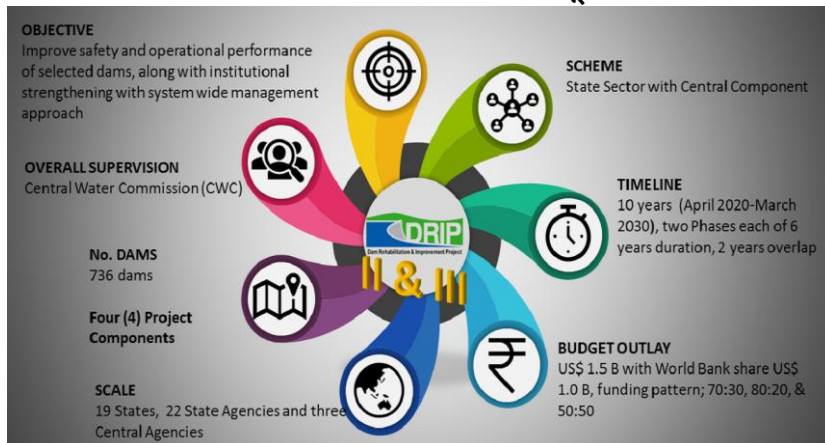 OBJECTIVE
Improve safety and operational performance
of selected dams, along with institutional
strengthening with system wide management
approach
SCHEME
State Sector with Central Component
OVERALL SUPERVISION
Central Water Commission (CWC)
TIMELINE
10 years (April 2020-March
2030), two Phases each of 6
years duration, 2 years overlap
DRIP
Dam Rehabilitation & Improvement Project
II & III
No. DAMS
736 dams
Four (4) Project
Components
BUDGET OUTLAY
US$ 1.5 B with World Bank share US$
1.0 B, funding pattern; 70:30, 80:20, &
50:50
₹
SCALE
19 States, 22 State Agencies and three
Central Agencies